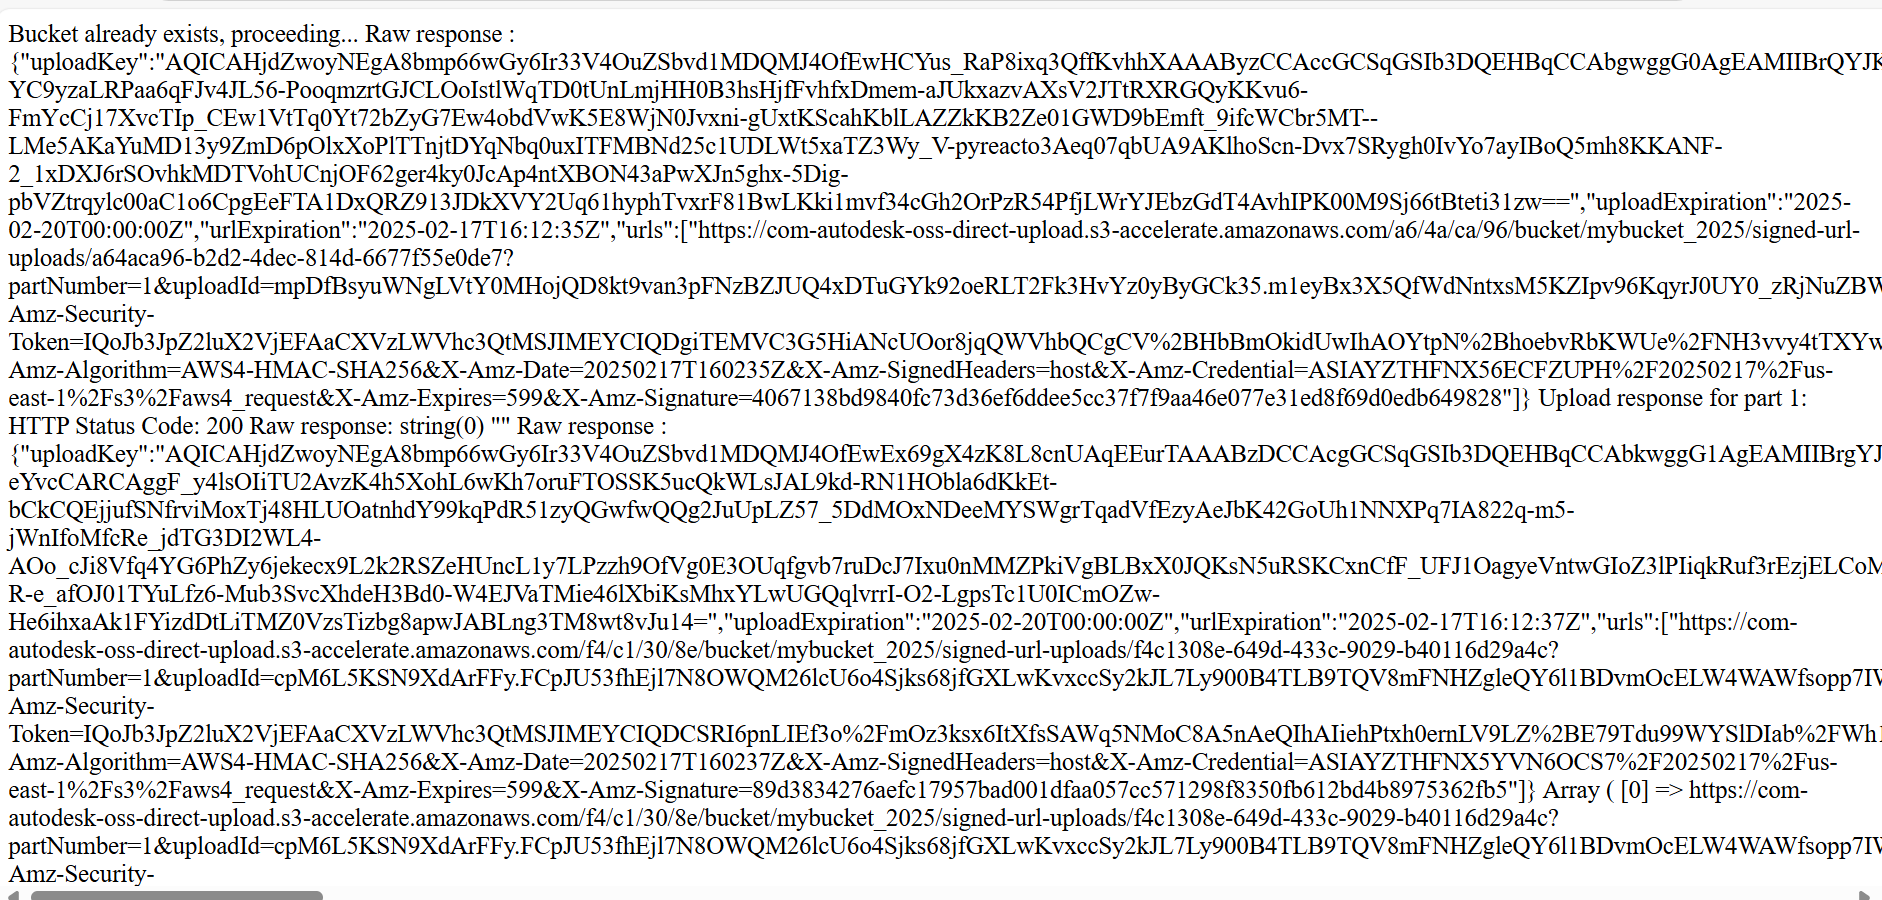 Bucket already exists, proceeding... Raw response :
{"uploadKey":"AQICAHjdZwoyNEgA8bmp66wGy6Ir33V4OuZSbvd1MDQMJ4OfEwHCYus_RaP8ixq3QffKvhhXAAAByzCCAccGCSqGSIb3DQEHBqCCAbgwggG0AgEAMIIBrQYJK
YC9yzaLRPaa6qFJv4JL56-PooqmzrtGJCLOoIstlWqTD0tUnLmjHH0B3hsHjfFvhfxDmem-aJUkxazvAXsV2JTtRXRGQyKKvu6-
FmYcCj17XvcTIp_CEw1VtTq0Yt72bZyG7Ew4obdVwK5E8WjN0Jvxni-gUxtKScahKblLAZZkKB2Ze01GWD9bEmft_9ifcWCbr5MT--
LMe5AKaYuMD13y9ZmD6pOlxXoPlTTnjtDYqNbq0uxITFMBNd25c1UDLWt5xaTZ3Wy_V-pyreacto3Aeq07qbUA9AKlhoScn-Dvx7SRygh0IvYo7ayIBoQ5mh8KKANF-
2_1xDXJ6rSOvhkMDTVohUCnjOF62ger4ky0JcAp4ntXBON43aPwXJn5ghx-5Dig-
pbVZtrqylc00aC1o6CpgEeFTA1DxQRZ913JDkXVY2Uq61hyphTvxrF81BwLKki1mvf34cGh2OrPzR54PfjLWrYJEbzGdT4AvhIPK00M9Sj66tBteti31zw==","uploadExpiration":"2025-
02-20T00:00:00Z","urlExpiration":"2025-02-17T16:12:35Z","urls":["https://com-autodesk-oss-direct-upload.s3-accelerate.amazonaws.com/a6/4a/ca/96/bucket/mybucket_2025/signed-url-
uploads/a64aca96-b2d2-4dec-814d-6677f55e0de7?
partNumber=1&uploadId=mpDfBsyuWNgLVtY0MHojQD8kt9van3pFNzBZJUQ4xDTuGYk92oeRLT2Fk3HvYz0yByGCk35.m1eyBx3X5QfWdNntxsM5KZIpv96KqyrJ0UY0_zRjNuZBW
Amz-Security-
Token=IQoJb3JpZ2luX2VjEFAaCXVzLWVhc3QtMSJIMEYCIQDgiTEMVC3G5HiANcUOor8jqQWVhbQCgCV%2BHbBmOkidUwIhAOYtpN%2BhoebvRbKWUe%2FNH3vvy4tTXYw
Amz-Algorithm=AWS4-HMAC-SHA256&X-Amz-Date=20250217T160235Z&X-Amz-SignedHeaders=host&X-Amz-Credential=ASIAYZTHFNX56ECFZUPH%2F20250217%2Fus-
east-1%2Fs3%2Faws4_request&X-Amz-Expires=599&X-Amz-Signature=4067138bd9840fc73d36ef6ddee5cc37f7f9aa46e077e31ed8f69d0edb649828"]} Upload response for part 1:
HTTP Status Code: 200 Raw response: string(0) "" Raw response :
{"uploadKey":"AQICAHjdZwoyNEgA8bmp66wGy6Ir33V4OuZSbvd1MDQMJ4OfEwEx69gX4zK8L8cnUAqEEurTAAABzDCCAcgGCSqGSIb3DQEHBqCCAbkwggG1AgEAMIIBrgYJ
eYvcCARCAggF_y4lsOIiTU2AvzK4h5XohL6wKh7oruFTOSSK5ucQkWLsJAL9kd-RN1HObla6dKkEt-
bCkCQEjjufSNfrviMoxTj48HLUOatnhdY99kqPdR51zyQGwfwQQg2JuUpLZ57_5DdMOxNDeeMYSWgrTqadVfEzyAeJbK42GoUh1NNXPq7IA822q-m5-
jWnIfoMfcRe_jdTG3DI2WL4-
AOo_cJi8Vfq4YG6PhZy6jekecx9L2k2RSZeHUncL1y7LPzzh9OfVg0E3OUqfgvb7ruDcJ7Ixu0nMMZPkiVgBLBxX0JQKsN5uRSKCxnCfF_UFJ1OagyeVntwGIoZ3lPIiqkRuf3rEzjELCoM
R-e_afOJ01TYuLfz6-Mub3SvcXhdeH3Bd0-W4EJVaTMie46lXbiKsMhxYLwUGQqlvrrI-O2-LgpsTc1U0ICmOZw-
He6ihxaAk1FYizdDtLiTMZ0VzsTizbg8apwJABLng3TM8wt8vJu14=","uploadExpiration":"2025-02-20T00:00:00Z","urlExpiration":"2025-02-17T16:12:37Z","urls":["https://com-
autodesk-oss-direct-upload.s3-accelerate.amazonaws.com/f4/c1/30/8e/bucket/mybucket_2025/signed-url-uploads/f4c1308e-649d-433c-9029-b40116d29a4c?
partNumber=1&uploadId=cpM6L5KSN9XdArFFy.FCpJU53fhEjl7N8OWQM26lcU6o4Sjks68jfGXLwKvxccSy2kJL7Ly900B4TLB9TQV8mFNHZgleQY6l1BDvmOcELW4WAWfsopp7IW
Amz-Security-
Token=IQoJb3JpZ2luX2VjEFAaCXVzLWVhc3QtMSJIMEYCIQDCSRI6pnLIEf3o%2FmOz3ksx6ItXfsSAWq5NMoC8A5nAeQIhAIiehPtxh0ernLV9LZ%2BE79Tdu99WYSlDIab%2FWh
Amz-Algorithm=AWS4-HMAC-SHA256&X-Amz-Date=20250217T160237Z&X-Amz-SignedHeaders=host&X-Amz-Credential=ASIAYZTHFNX5YVN6OCS7%2F20250217%2Fus-
east-1%2Fs3%2Faws4_request&X-Amz-Expires=599&X-Amz-Signature=89d3834276aefc17957bad001dfaa057cc571298f8350fb612bd4b8975362fb5"]} Array ( [0] => https://com-
autodesk-oss-direct-upload.s3-accelerate.amazonaws.com/f4/c1/30/8e/bucket/mybucket_2025/signed-url-uploads/f4c1308e-649d-433c-9029-b40116d29a4c?
partNumber=1&uploadId=cpM6L5KSN9XdArFFy.FCpJU53fhEjl7N8OWQM26lcU6o4Sjks68jfGXLwKvxccSy2kJL7Ly900B4TLB9TQV8mFNHZgleQY6l1BDvmOcELW4WAWfsopp7IW
Amz-Security-